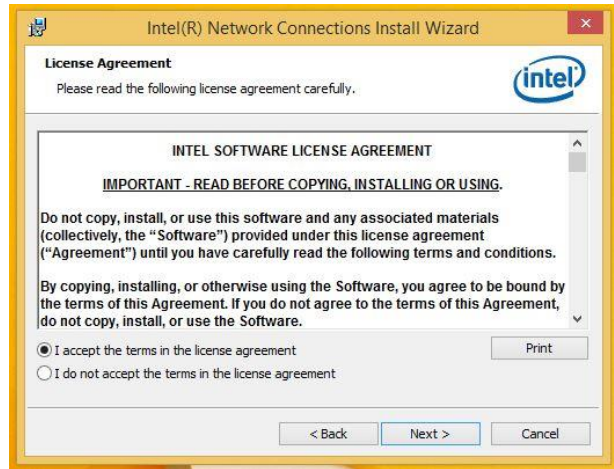 Intel(R) Network Connections Install Wizard
License Agreement
Please read the following license agreement carefully.
intel
INTEL SOFTWARE LICENSE AGREEMENT
IMPORTANT - READ BEFORE COPYING, INSTALLING OR USING.
Do not copy, install, or use this software and any associated materials
(collectively, the “Software”) provided under this license agreement
(“Agreement”) until you have carefully read the following terms and conditions.
By copying, installing, or otherwise using the Software, you agree to be bound by
the terms of this Agreement. If you do not agree to the terms of this Agreement,
do not copy, install, or use the Software.
I accept the terms in the license agreement
Print
I do not accept the terms in the license agreement
< Back Next > Cancel